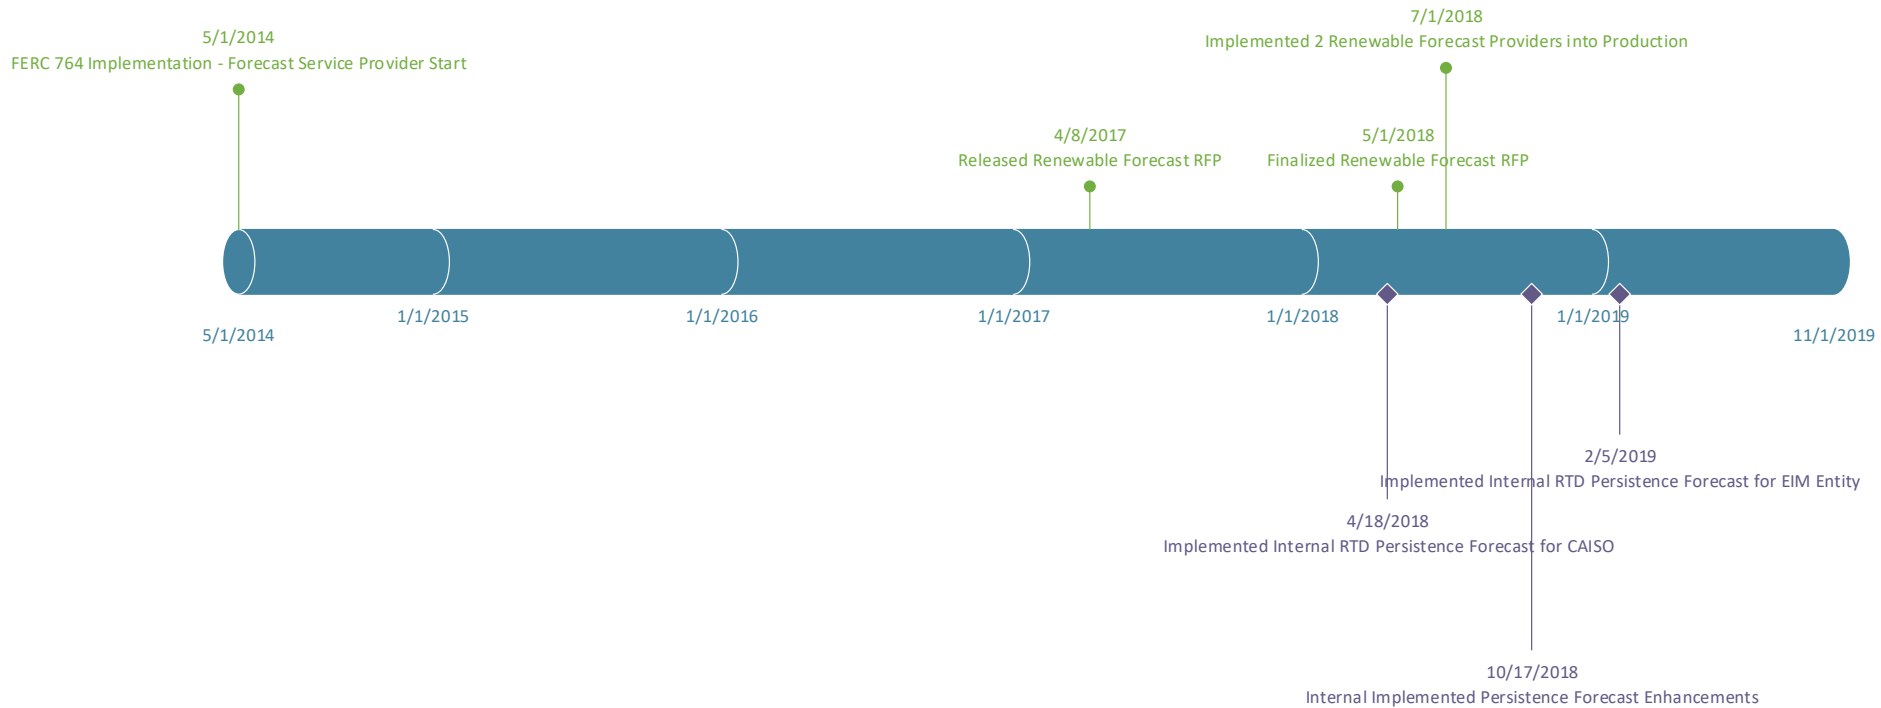 7/1/2018
Implemented 2 Renewable Forecast Providers into Production
5/1/2014
FERC 764 Implementation - Forecast Service Provider Start
4/8/2017
Released Renewable Forecast RFP
5/1/2018
Finalized Renewable Forecast RFP
1/1/2015
1/1/2016
1/1/2017
1/1/2018
1/1/2019
5/1/2014
11/1/2019
2/5/2019
Implemented Internal RTD Persistence Forecast for EIM Entity
4/18/2018
Implemented Internal RTD Persistence Forecast for CAISO
10/17/2018
Internal Implemented Persistence Forecast Enhancements